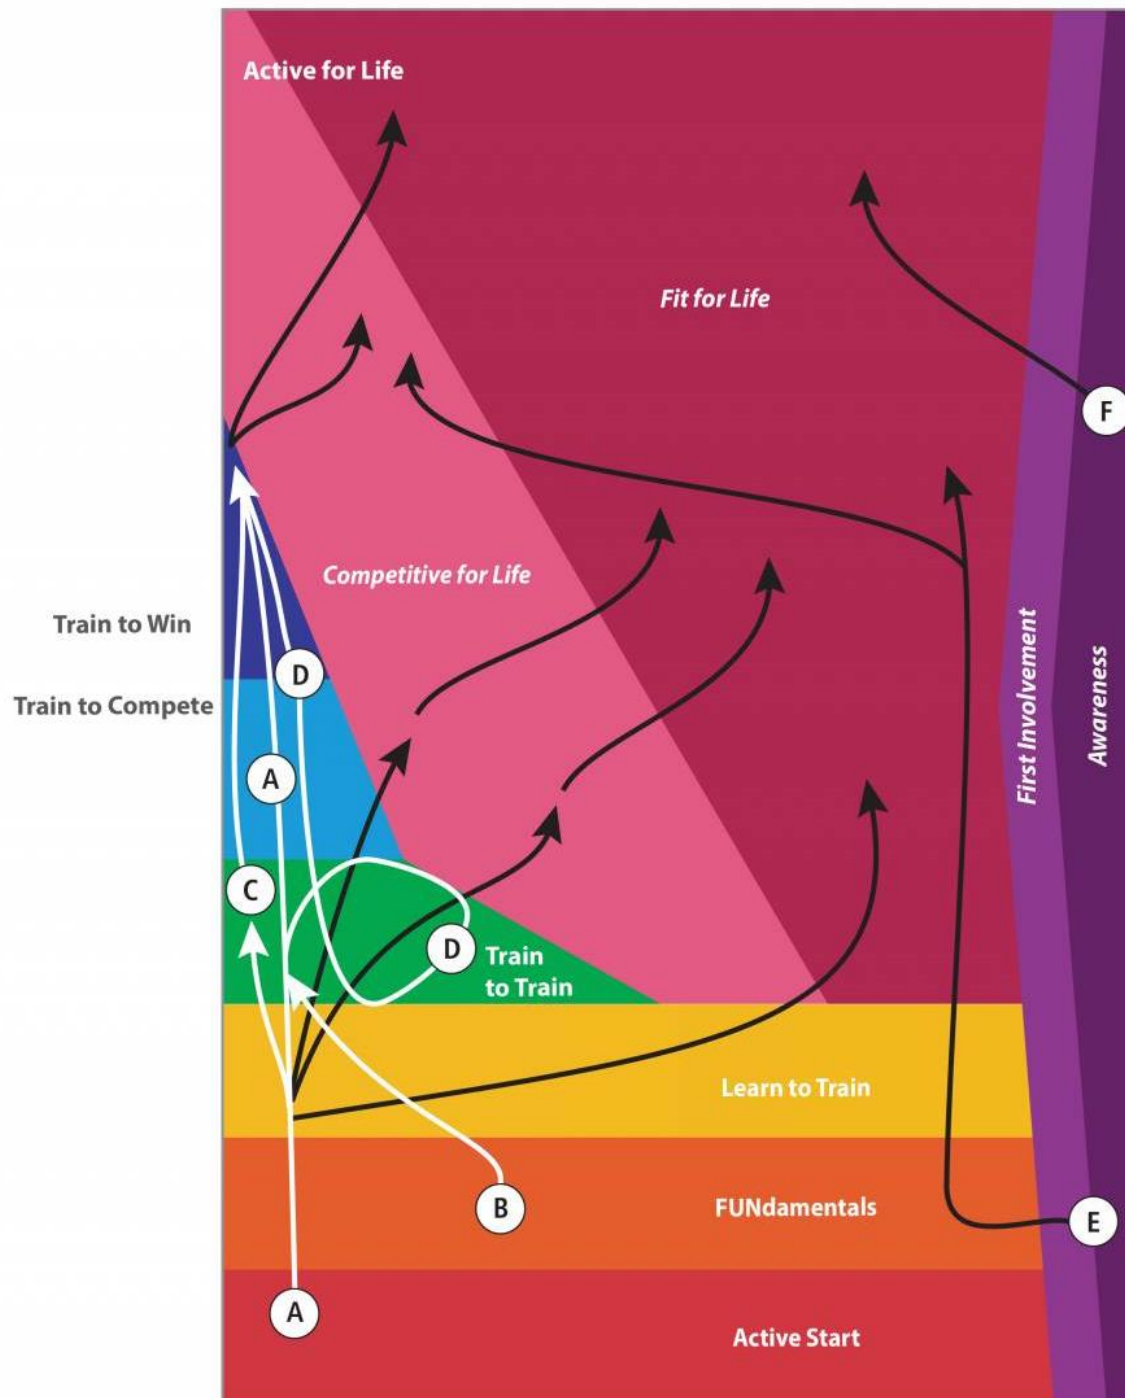 Active for Life
Fit for Life
F
Competitive for Life
Train to Win
D
Train to Compete
First Involvement
Awareness
A
C
D
Train
to Train
Learn to Train
B
FUNdamentals
E
A
Active Start